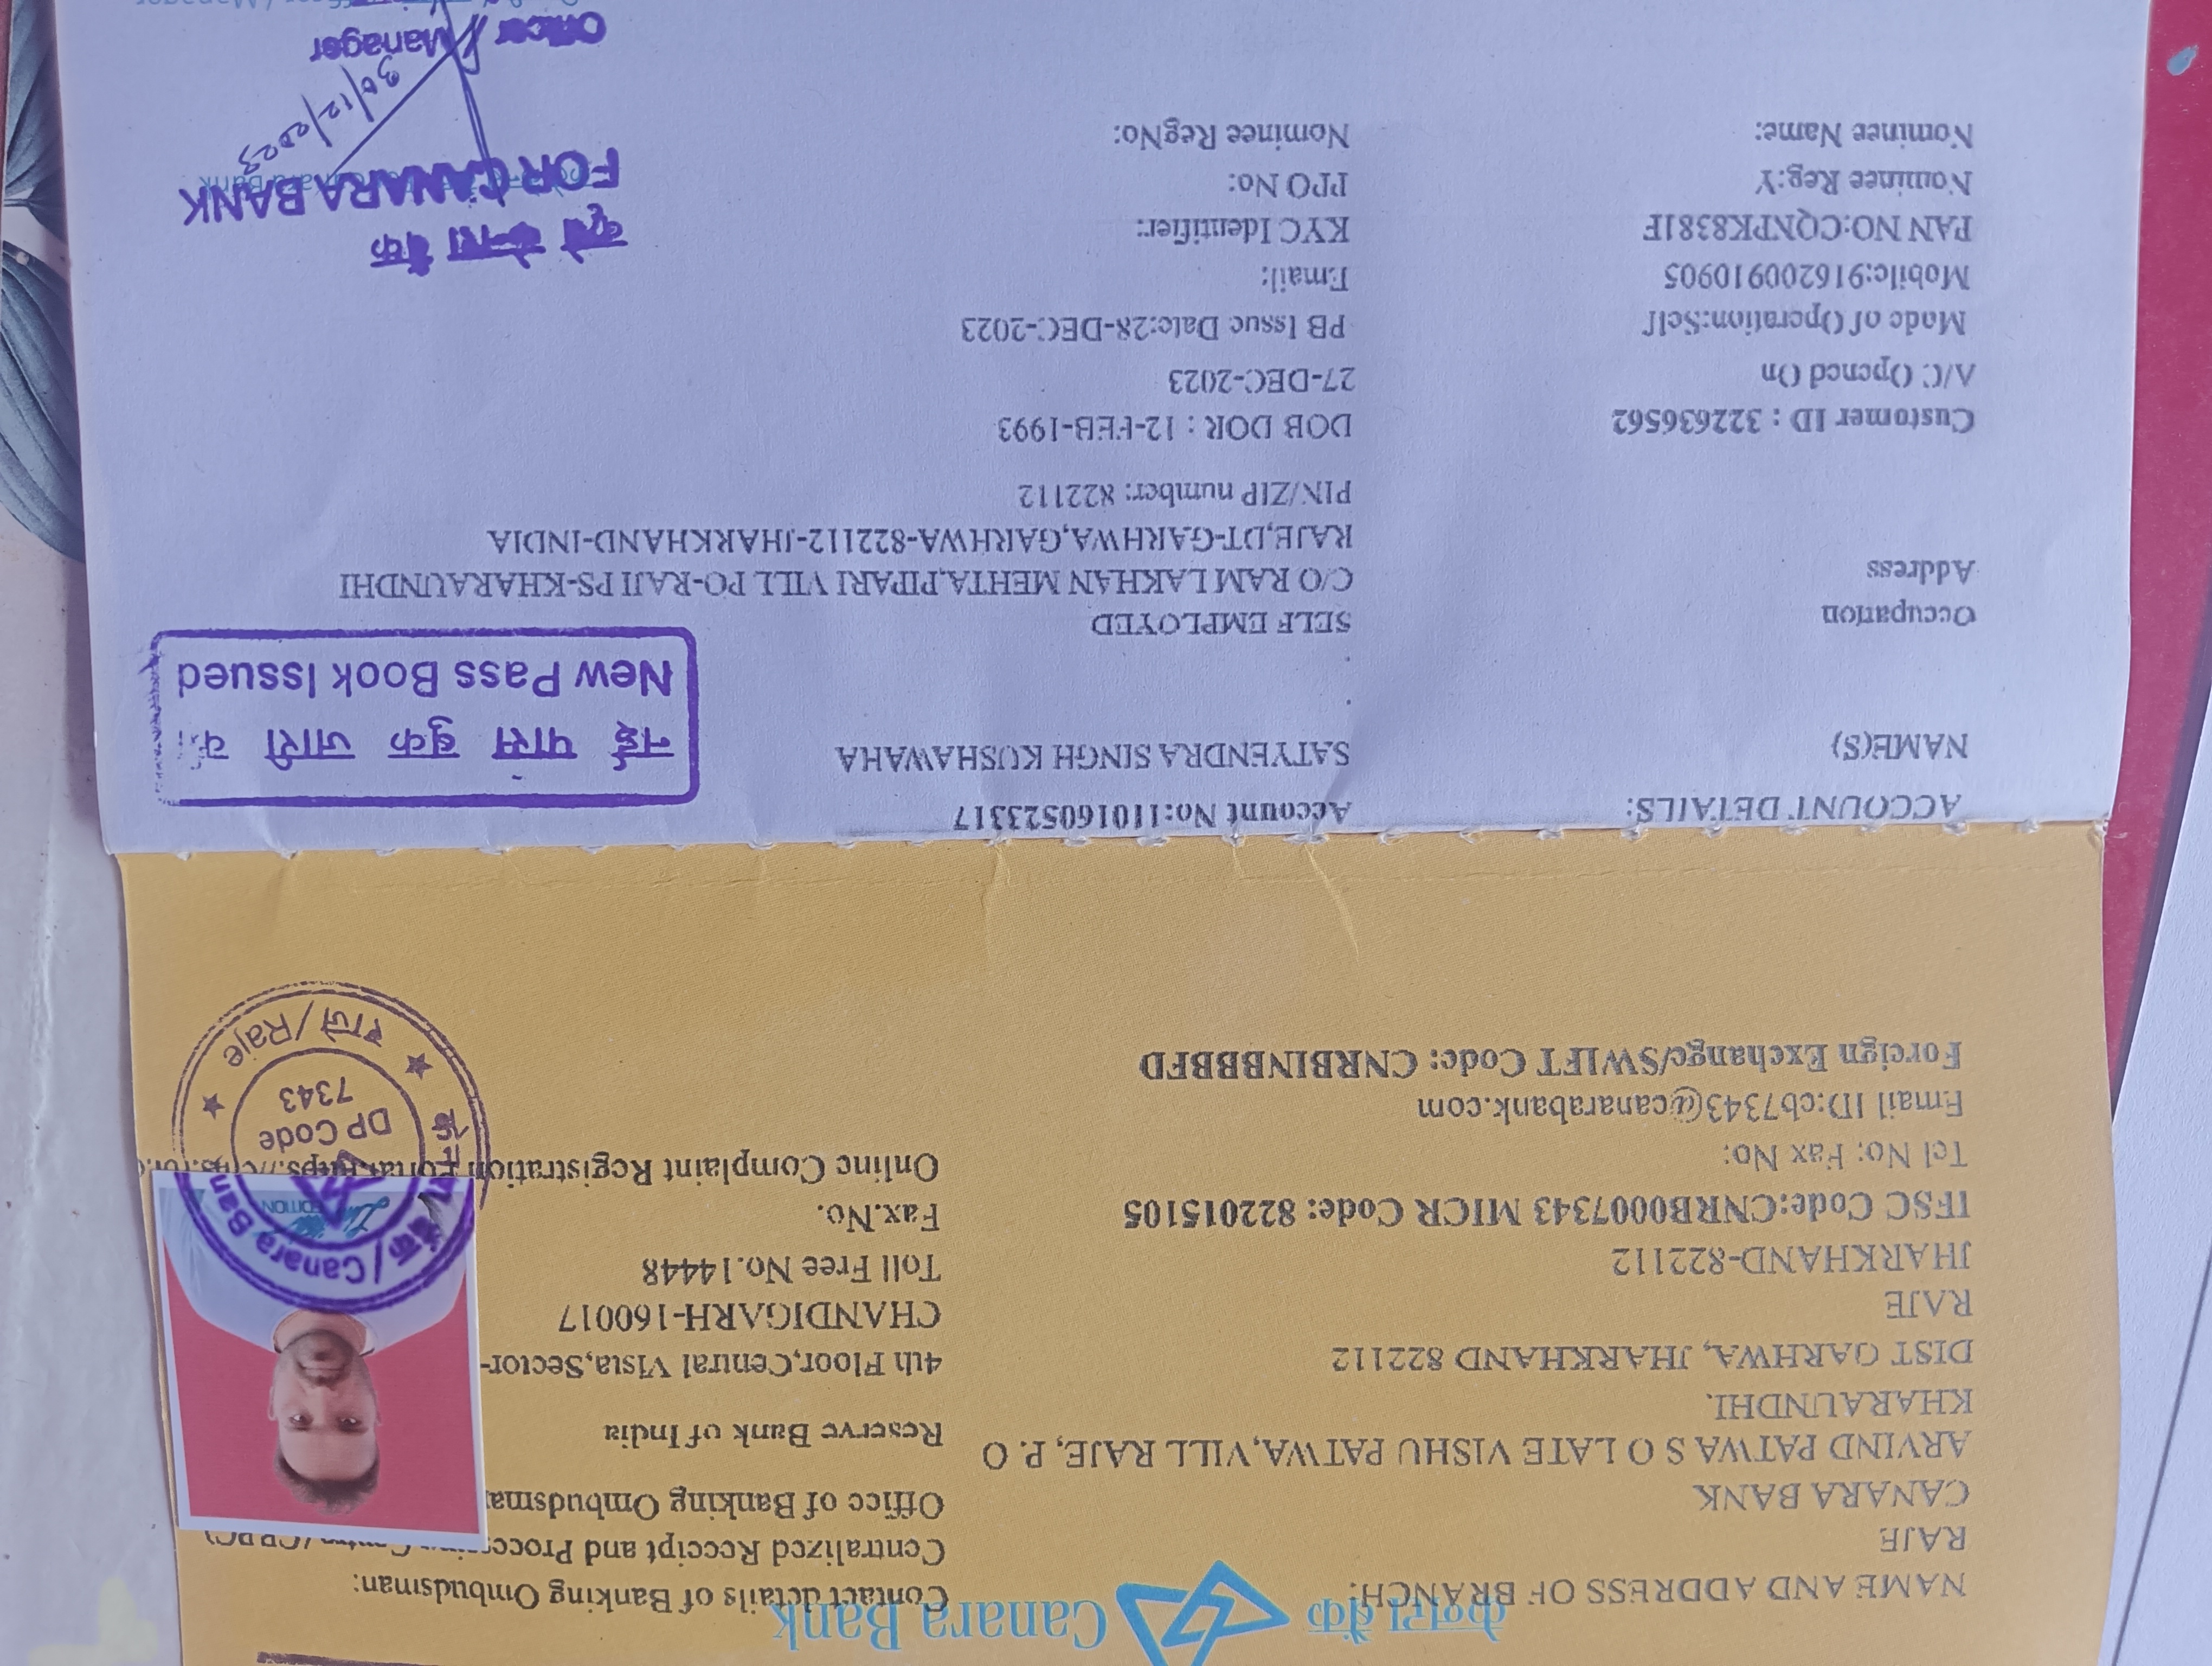 केनरा बैंक Canara Bank
NAME AND ADDRESS OF BRANCH:
RAJE
CANARA BANK
ARVIND PATWA S O LATE VISHU PATWA, VILL RAJE, P. O
KHARAUNDHI.
DIST GARHWA, JHARKHAND 822112
RAJE
JHARKHAND-822112
IFSC Code:CNRB0007343 MICR Code: 822015105
Tel No: Fax No:
Email ID:cb7343@canarabank.com
Foreign Exchange/SWIFT Code: CNRBINBBBFD
Contact details of Banking Ombudsman:
Centralized Receipt and
Office of Banking
Reserve Bank of India
4th Floor,Central Vista,Sector-
CHANDIGARH-160017
Toll Free No.14448
Fax.No.
Online Complaint Registration
/Canara
DP Code
7343
राजे/Raje
ACCOUNT DETAILS: Account No:110160523317
NAME(S) SATYENDRA SINGH KUSHAWAHA
नई पास बुक जारी की
New Pass Book Issued
Occupation SELF EMPLOYED
Address C/O RAM LAKHAN MEHTA,PIPARI VILL PO-RAJI PS-KHARAUNDHI
RAJE,DT-GARHWA,GARHWA-822112-JHARKHAND-INDIA
PIN/ZIP number: 822112
Customer ID : 322636562 DOB DOR : 12-FEB-1993
A/C Opened On 27-DEC-2023
Mode of Operation:Self PB Issue Date:28-DEC-2023
Mobile:916200910905 Email:
PAN NO:CQNPK8381F KYC Identifier:
Nominee Reg:Y PPO No:
Nominee Name: Nominee RegNo:
कृते केनरा बैंक
FOR CANARA BANK
30/12/2023
Officer / Manager